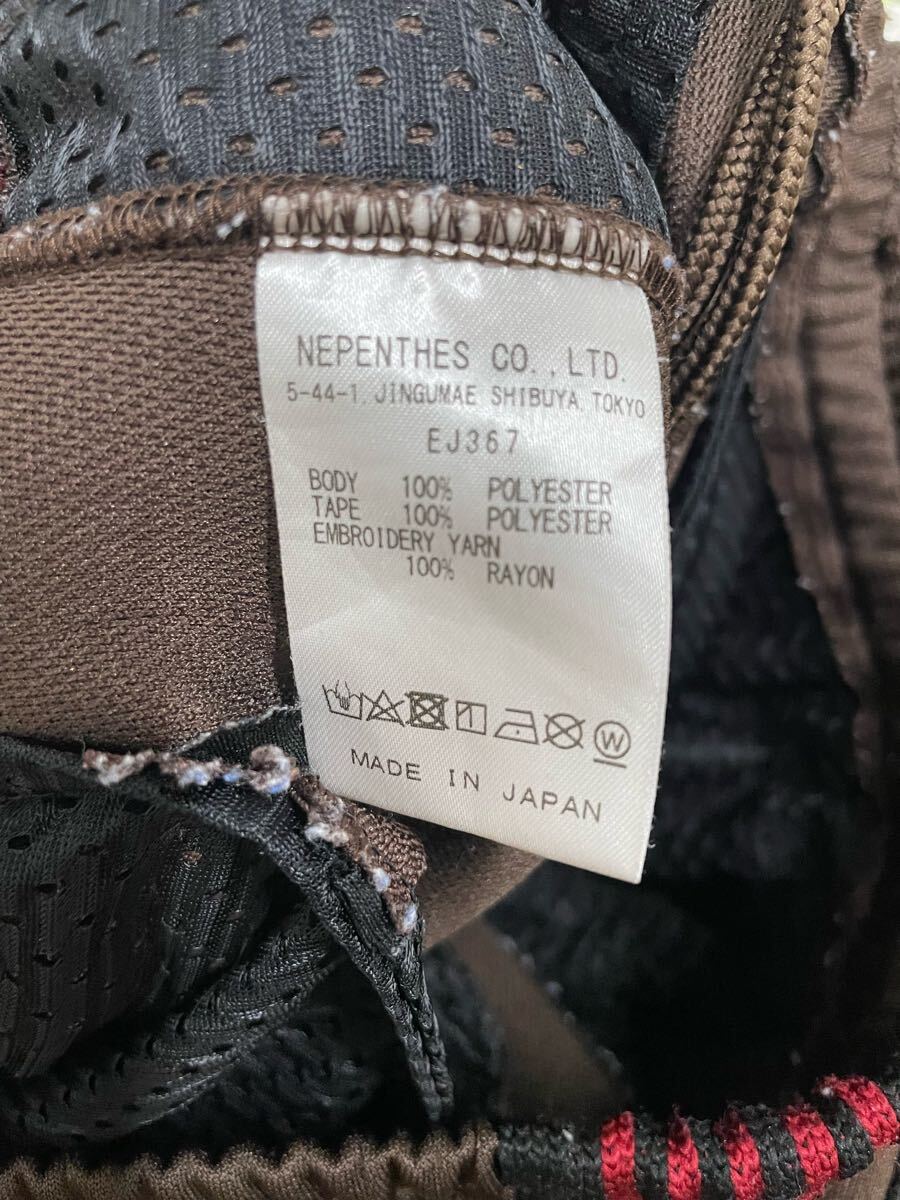 NEPENTHES CO.,LTD.
5-44-1, JINGUMAE SHIBUYA, TOKYO
EJ367
BODY 100% POLYESTER
TAPE 100% POLYESTER
EMBROIDERY YARN
100% RAYON
W
MADE IN JAPAN